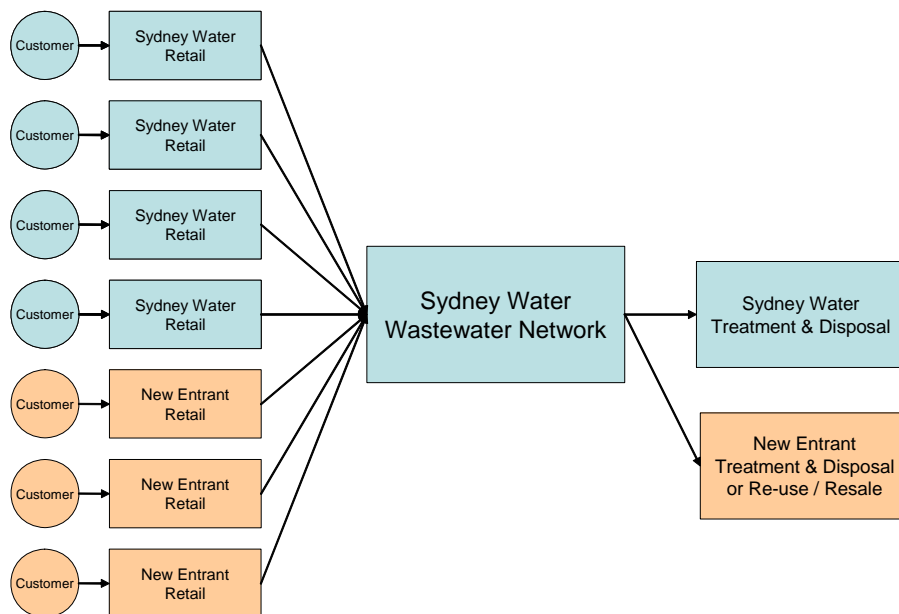 Customer
Sydney Water
Retail
Customer
Sydney Water
Retail
Customer
Sydney Water
Retail
Customer
Sydney Water
Retail
Customer
New Entrant
Retail
Customer
New Entrant
Retail
Customer
New Entrant
Retail
Sydney Water
Wastewater Network
Sydney Water
Treatment & Disposal
New Entrant
Treatment & Disposal
or Re-use / Resale